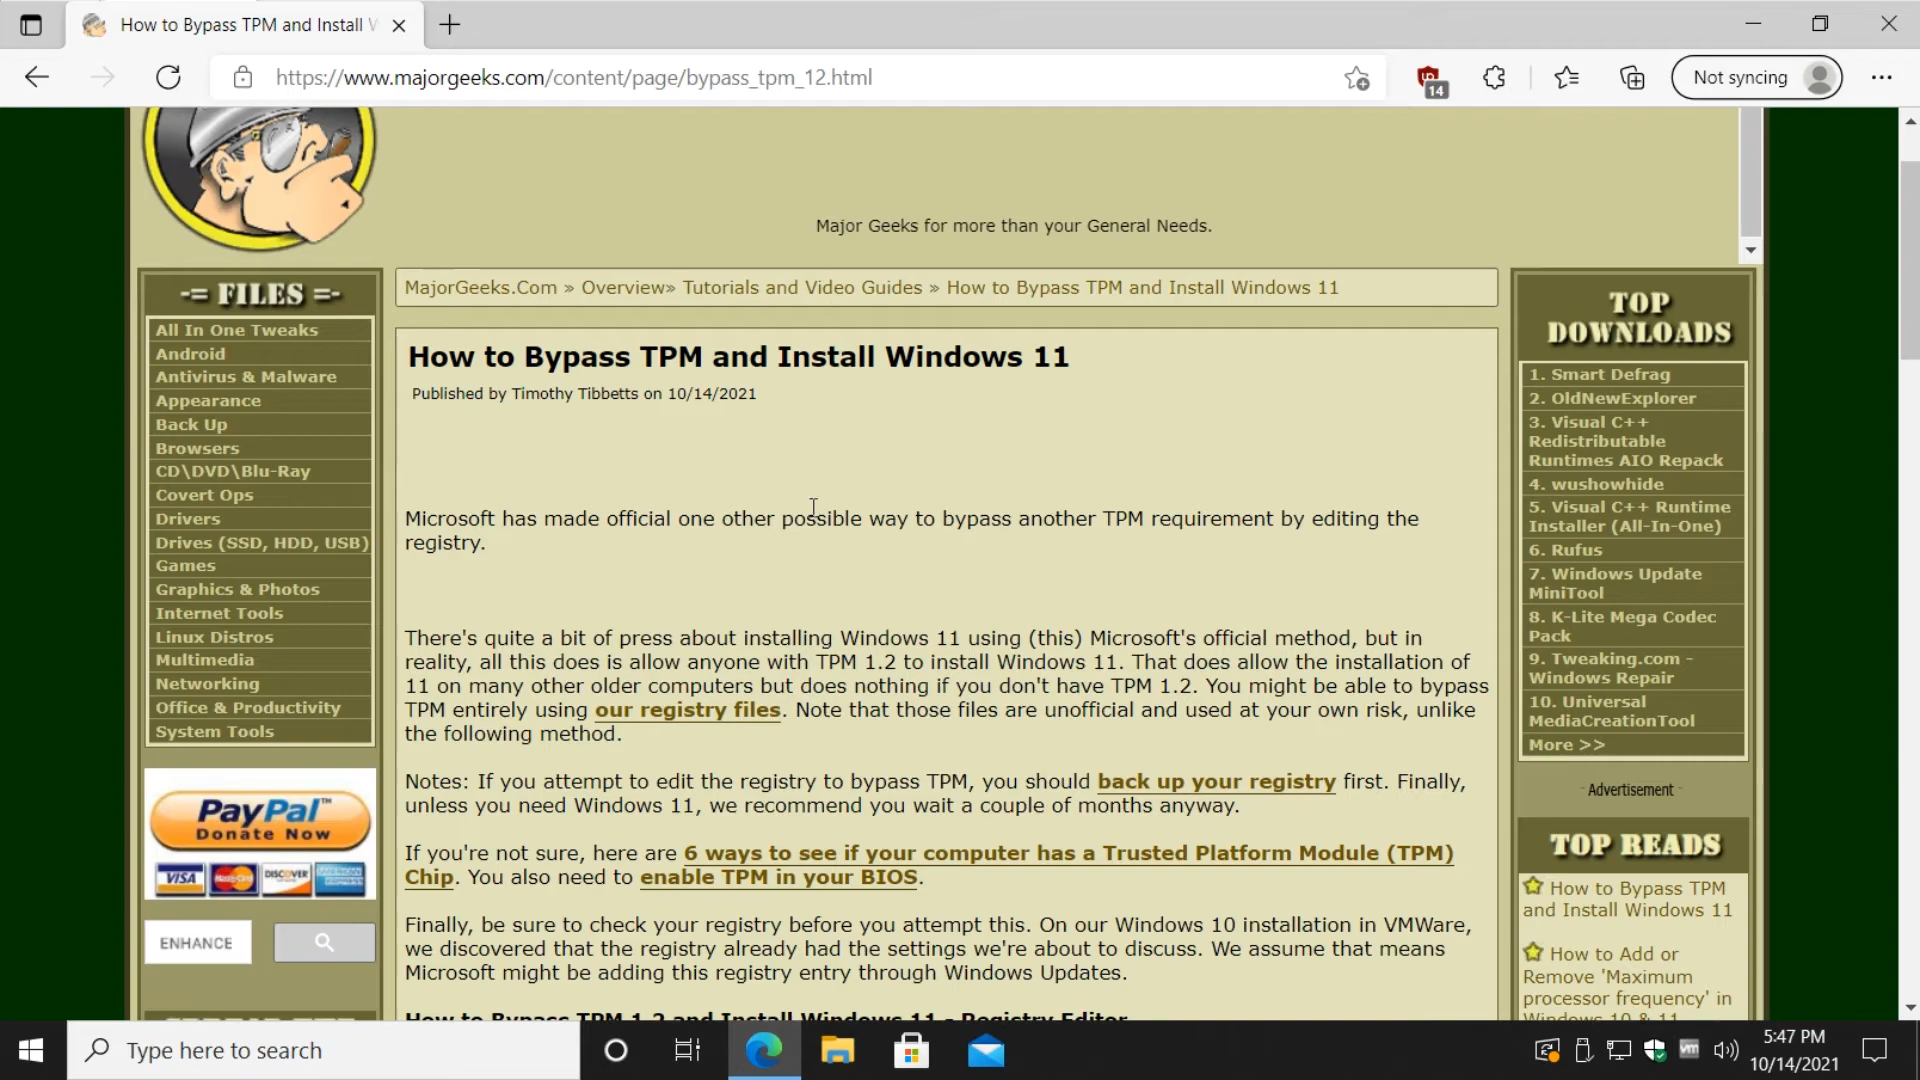 How to Bypass TPM and Install W
https://www.majorgeeks.com/content/page/bypass_tpm_12.html
14
Not syncing
Major Geeks for more than your General Needs.
-= FILES =-
All In One Tweaks
Android
Antivirus & Malware
Appearance
Back Up
Browsers
CD\DVD\Blu-Ray
Covert Ops
Drivers
Drives (SSD, HDD, USB)
Games
Graphics & Photos
Internet Tools
Linux Distros
Multimedia
Networking
Office & Productivity
System Tools
PayPal™
Donate Now
VISA
MasterCard
DISCOVER
ENHANCE
MajorGeeks.Com » Overview» Tutorials and Video Guides » How to Bypass TPM and Install Windows 11
How to Bypass TPM and Install Windows 11
Published by Timothy Tibbetts on 10/14/2021
Microsoft has made official one other possible way to bypass another TPM requirement by editing the
registry.
There's quite a bit of press about installing Windows 11 using (this) Microsoft's official method, but in
reality, all this does is allow anyone with TPM 1.2 to install Windows 11. That does allow the installation of
11 on many other older computers but does nothing if you don't have TPM 1.2. You might be able to bypass
TPM entirely using our registry files. Note that those files are unofficial and used at your own risk, unlike
the following method.
Notes: If you attempt to edit the registry to bypass TPM, you should back up your registry first. Finally,
unless you need Windows 11, we recommend you wait a couple of months anyway.
If you're not sure, here are 6 ways to see if your computer has a Trusted Platform Module (TPM)
Chip. You also need to enable TPM in your BIOS.
Finally, be sure to check your registry before you attempt this. On our Windows 10 installation in VMWare,
we discovered that the registry already had the settings we're about to discuss. We assume that means
Microsoft might be adding this registry entry through Windows Updates.
How to Bypass TPM 1.2 and Install Windows 11 - Registry Editor
TOP
DOWNLOADS
1. Smart Defrag
2. OldNewExplorer
3. Visual C++
Redistributable
Runtimes AIO Repack
4. wushowhide
5. Visual C++ Runtime
Installer (All-In-One)
6. Rufus
7. Windows Update
MiniTool
8. K-Lite Mega Codec
Pack
9. Tweaking.com -
Windows Repair
10. Universal
MediaCreationTool
More >>
- Advertisement -
TOP READS
How to Bypass TPM
and Install Windows 11
How to Add or
Remove 'Maximum
processor frequency' in
Windows 10 & 11
Type here to search
vm
5:47 PM
10/14/2021